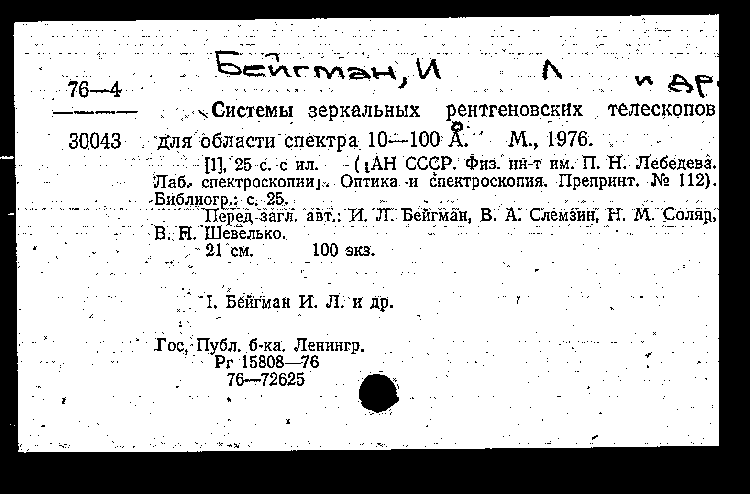 Бейгман, И Л и др.
76—4
Системы зеркальных рентгеновских телескопов
30043 для области спектра 10—100 Å. М., 1976.
[1], 25 с. с ил. — (АН СССР. Физ. ин-т им. П. Н. Лебедева.
Лаб. спектроскопии]. Оптика и спектроскопия. Препринт. № 112).
Библиогр.: с. 25.
Перед загл. авт.: И. Л. Бейгман, В. А. Слемзин, Н. М. Соляр,
В. П. Шевелько.
21 см. 100 экз.
I. Бейгман И. Л. и др.
Гос. Публ. б-ка. Ленингр.
Рг 15808—76
76—72625